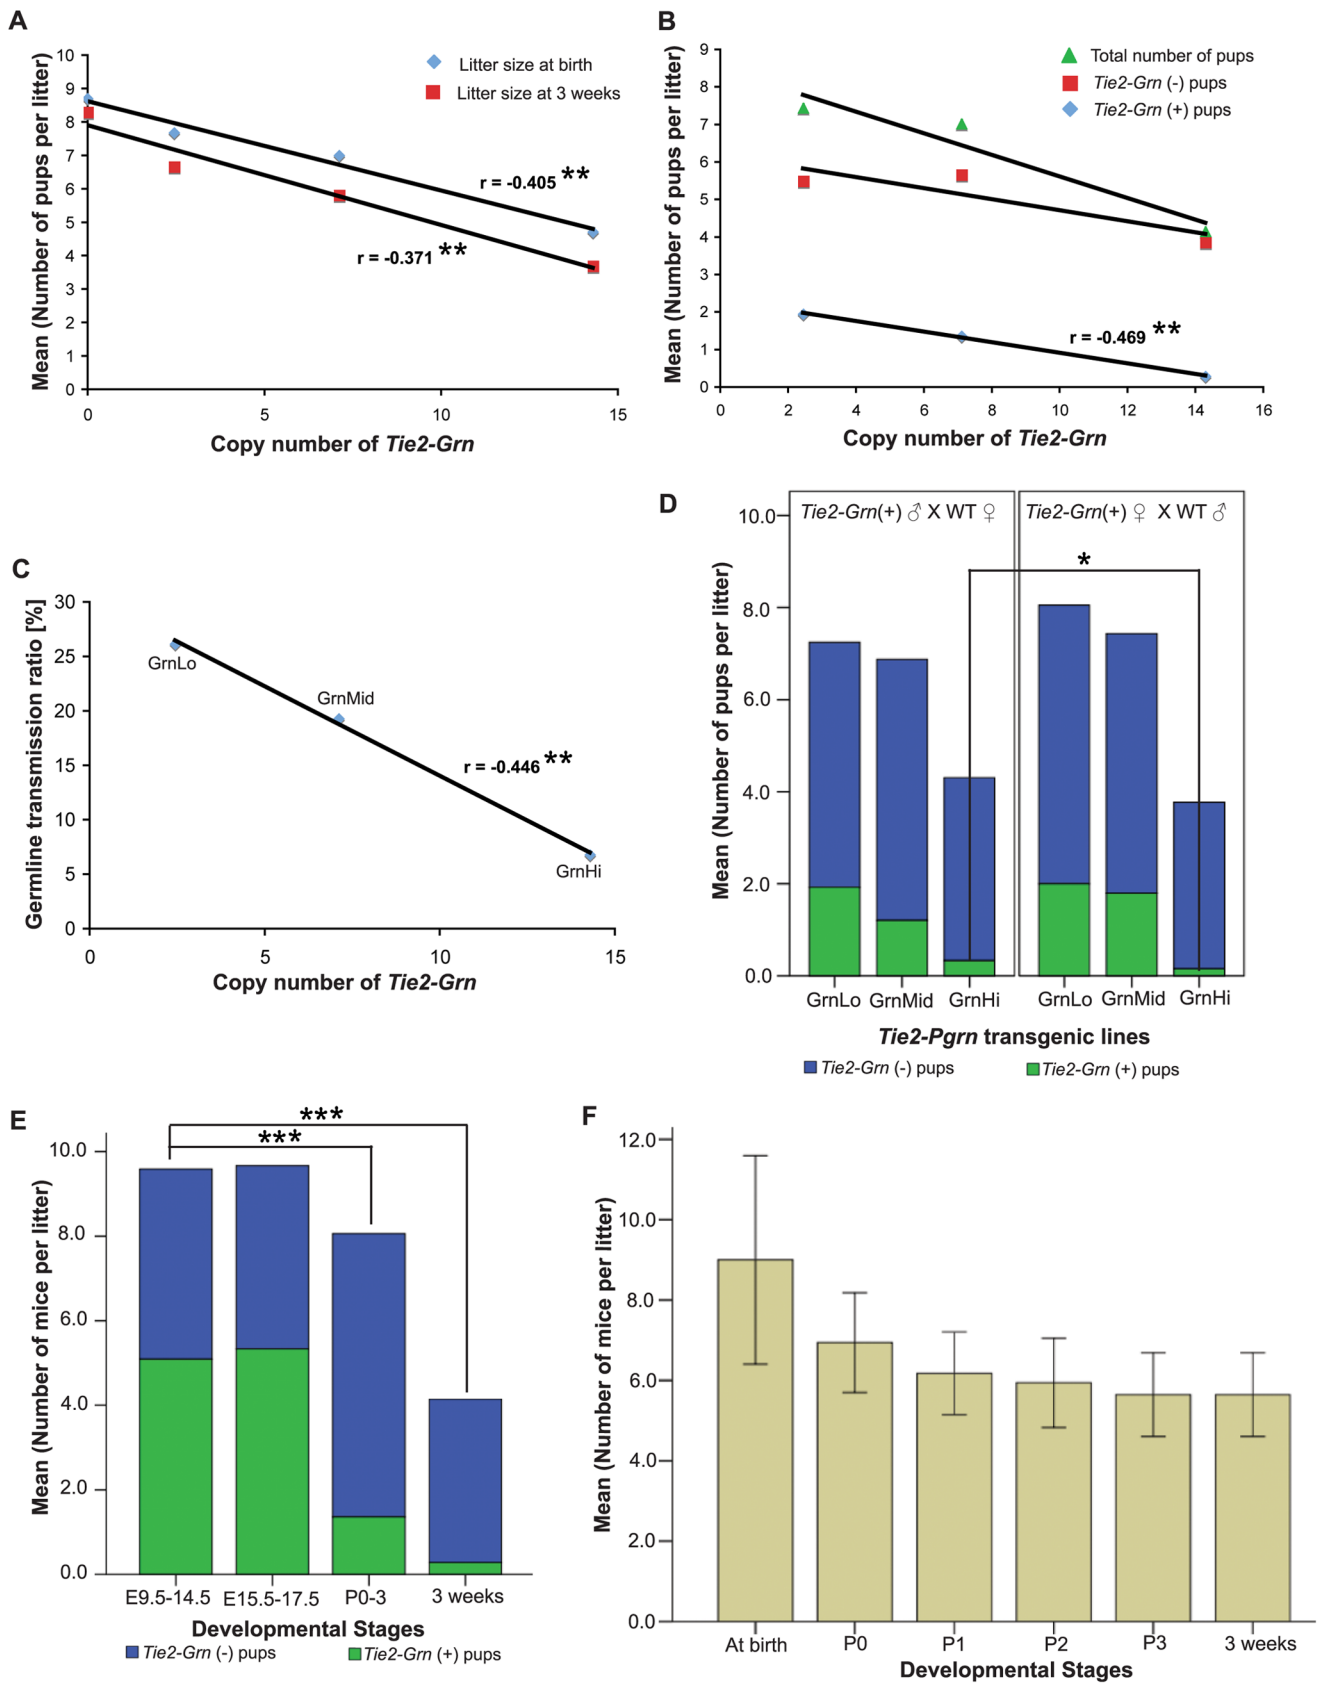 A
Mean (Number of pups per litter)
10
9
8
7
6
5
4
3
2
1
0
0 5 10 15
Copy number of Tie2-Grn
Litter size at birth
Litter size at 3 weeks
r = -0.405 **
r = -0.371 **
B
Mean (Number of pups per litter)
9
8
7
6
5
4
3
2
1
0
0 2 4 6 8 10 12 14 16
Copy number of Tie2-Grn
Total number of pups
Tie2-Grn (-) pups
Tie2-Grn (+) pups
r = -0.469 **
C
Germline transmission ratio [%]
30
25
20
15
10
5
0
0 5 10 15
Copy number of Tie2-Grn
GrnLo
GrnMid
r = -0.446 **
GrnHi
D
Mean (Number of pups per litter)
Tie2-Grn(+) ♂ X WT ♀
Tie2-Grn(+) ♀ X WT ♂
*
10.0
8.0
6.0
4.0
2.0
0.0
GrnLo GrnMid GrnHi GrnLo GrnMid GrnHi
Tie2-Pgrn transgenic lines
Tie2-Grn (-) pups
Tie2-Grn (+) pups
E
Mean (Number of mice per litter)
***
***
10.0
8.0
6.0
4.0
2.0
0.0
E9.5-14.5 E15.5-17.5 P0-3 3 weeks
Developmental Stages
Tie2-Grn (-) pups
Tie2-Grn (+) pups
F
Mean (Number of mice per litter)
12.0
10.0
8.0
6.0
4.0
2.0
0.0
At birth P0 P1 P2 P3 3 weeks
Developmental Stages